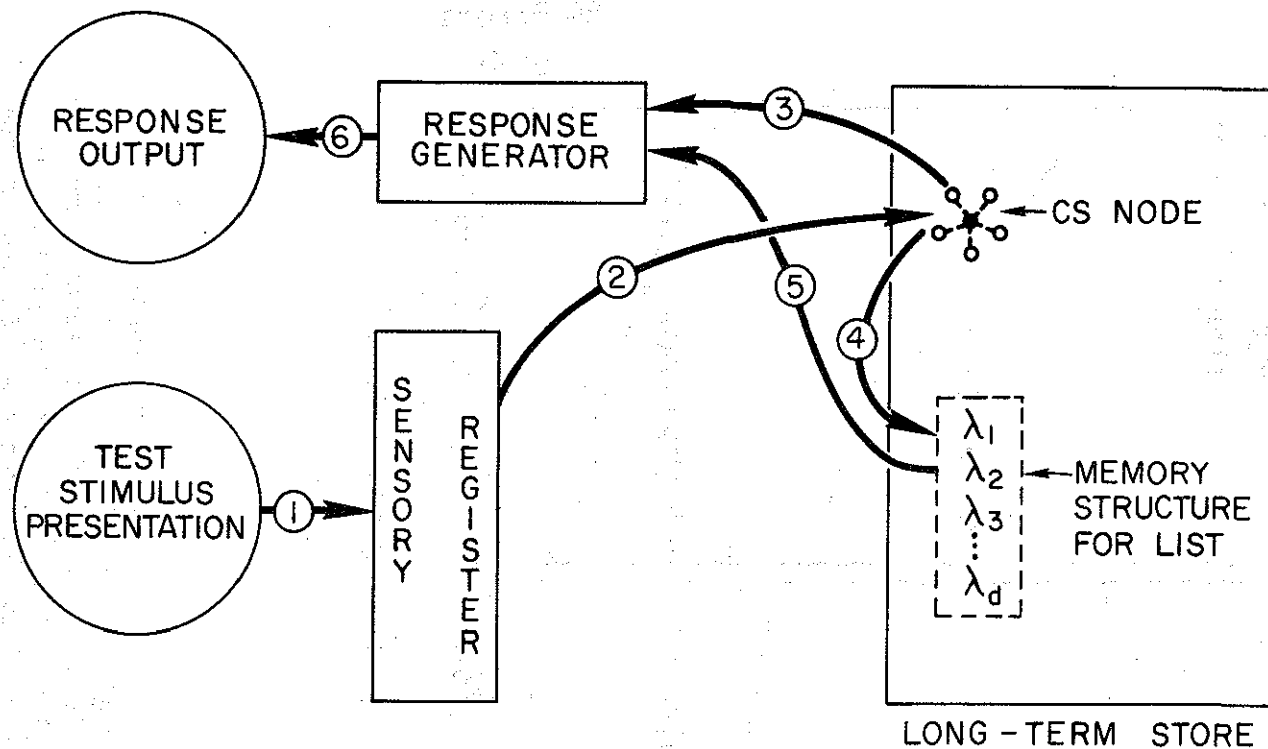 RESPONSE
OUTPUT
6
RESPONSE
GENERATOR
3
CS NODE
2
5
4
TEST
STIMULUS
PRESENTATION
1
SENSORY
REGISTER
λ1
λ2
λ3
λd
MEMORY
STRUCTURE
FOR LIST
LONG-TERM STORE